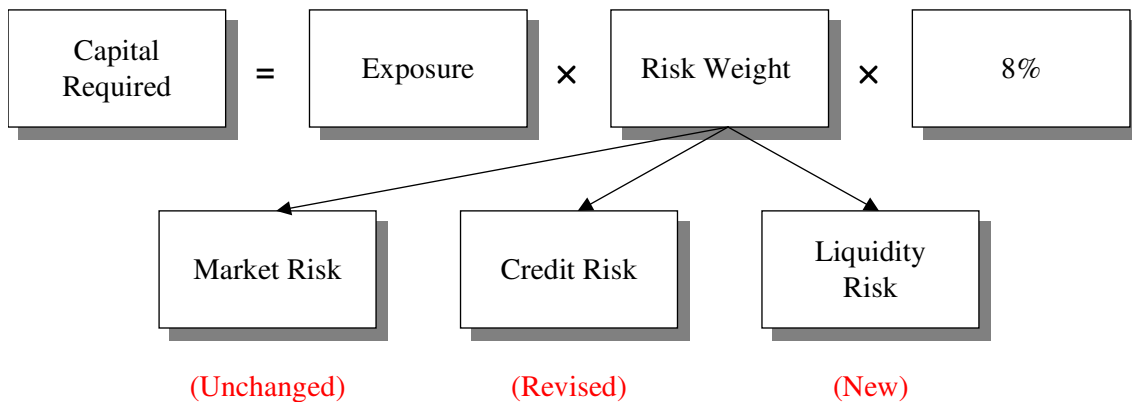 Capital
Required
=
Exposure
×
Risk Weight
×
8%
Market Risk
Credit Risk
Liquidity
Risk
(Unchanged)
(Revised)
(New)